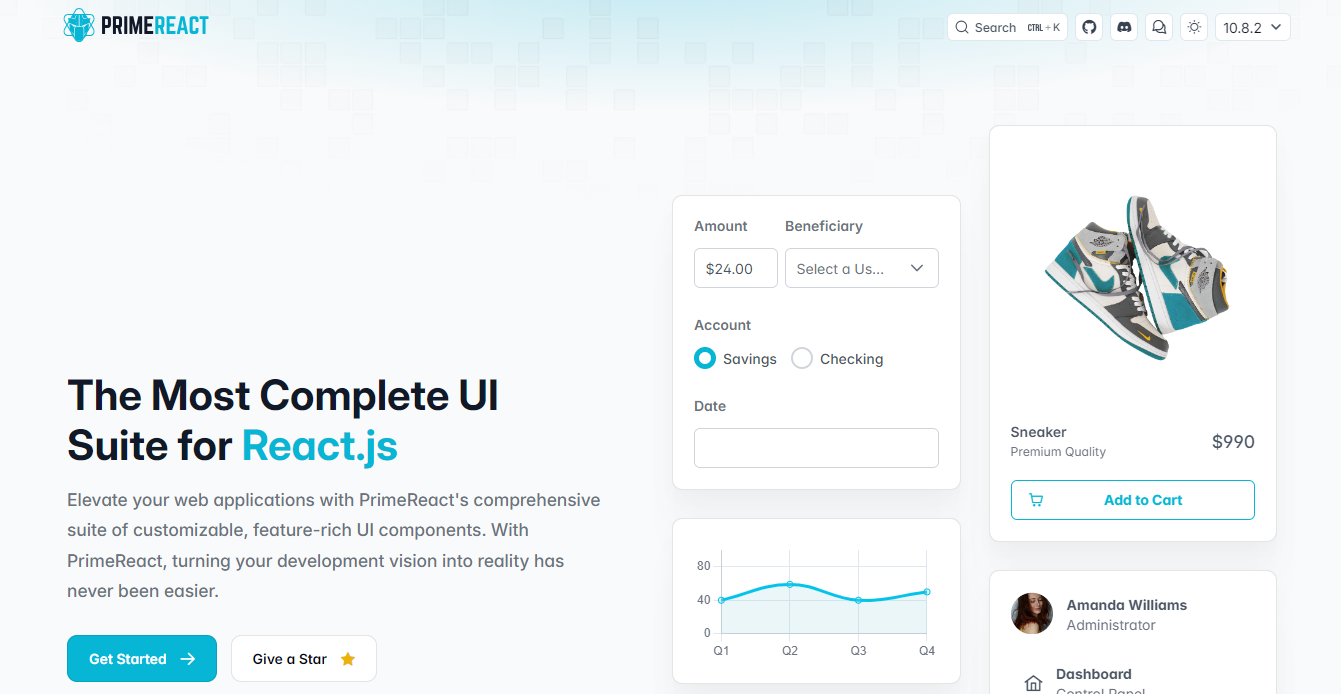 PRIMEREACT
Search CTRL + K
10.8.2
The Most Complete UI
Suite for React.js
Elevate your web applications with PrimeReact's comprehensive
suite of customizable, feature-rich UI components. With
PrimeReact, turning your development vision into reality has
never been easier.
Get Started
Give a Star
Amount Beneficiary
$24.00 Select a Us...
Account
Savings Checking
Date
80
40
0
Q1 Q2 Q3 Q4
Sneaker
Premium Quality
$990
Add to Cart
Amanda Williams
Administrator
Dashboard
Control Panel